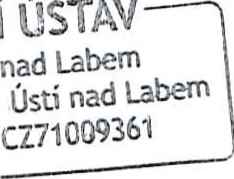 ÚSTAV
nad Labem
Ústí nad Labem
CZ71009361